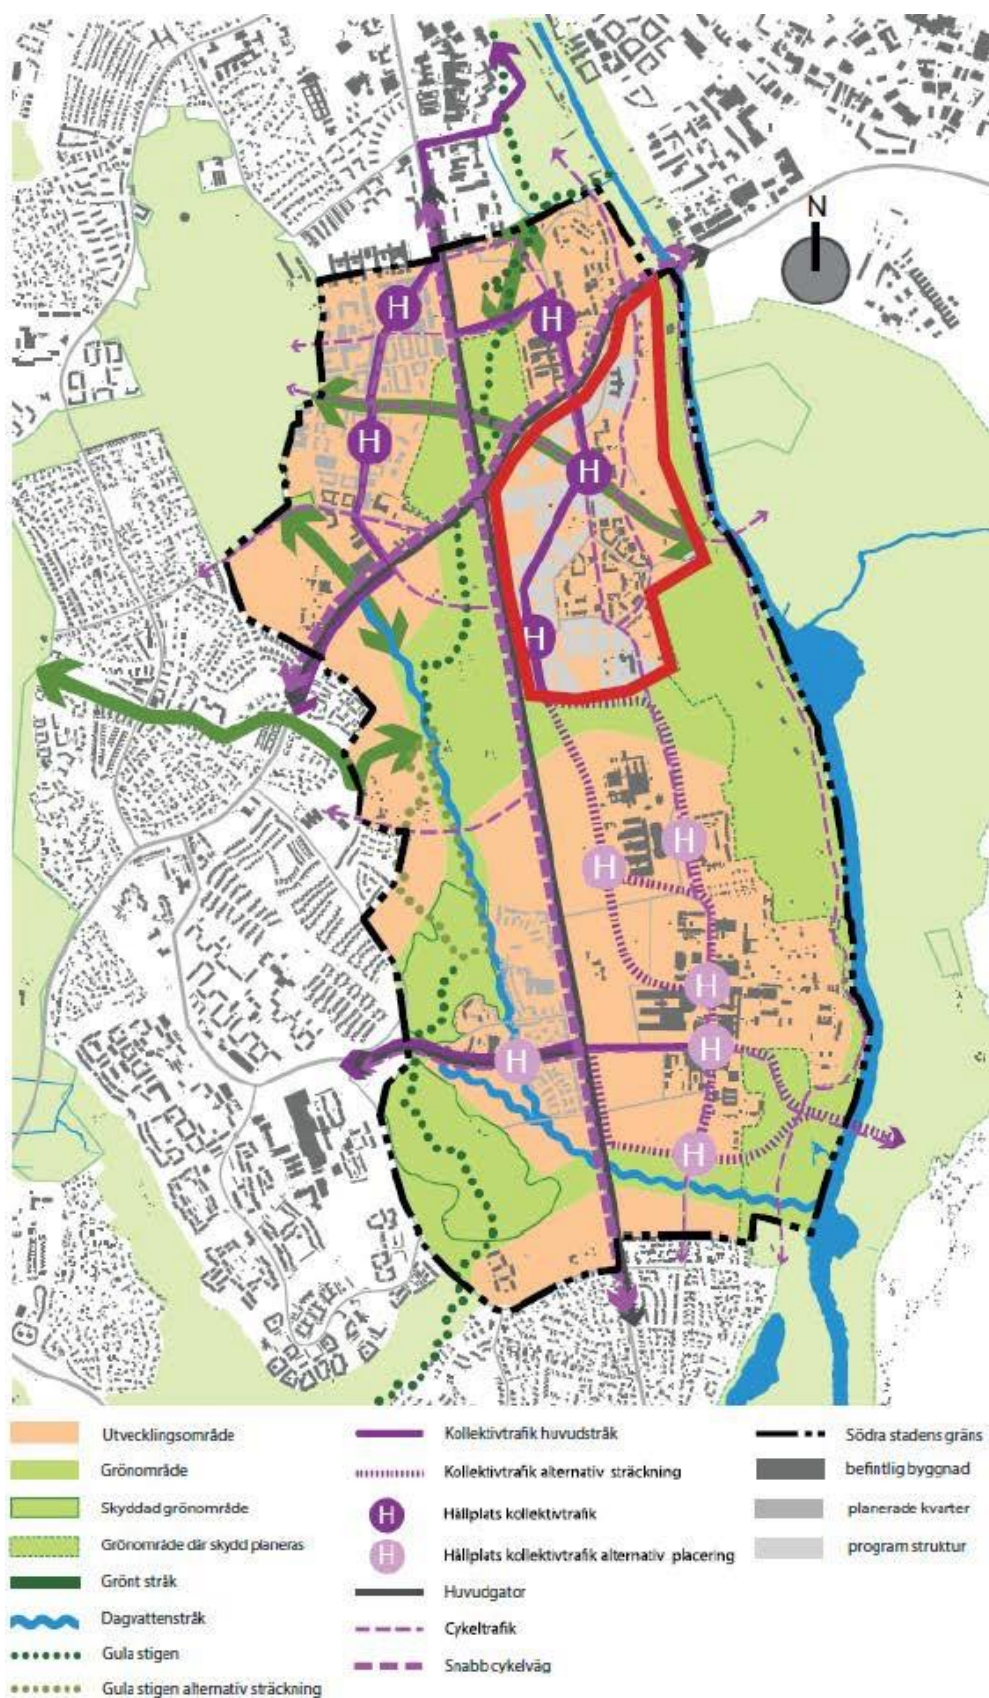 N
H
H
H
H
H
H
H
H
H
H
H
Utvecklingsområde
Grönområde
Skyddad grönområde
Grönområde där skydd planeras
Grönt stråk
Dagvattenstråk
Gula stigen
Gula stigen alternativ sträckning
Kollektivtrafik huvudstråk
Kollektivtrafik alternativ sträckning
H Hållplats kollektivtrafik
H Hållplats kollektivtrafik alternativ placering
Huvudgator
Cykeltrafik
Snabb cykelväg
Södra stadens gräns
befintlig byggnad
planerade kvarter
program struktur